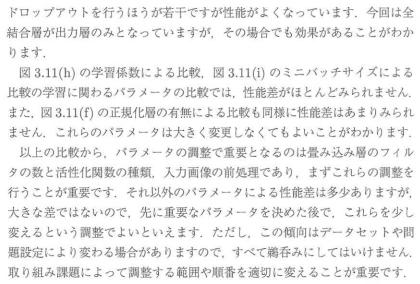 ドロップアウトを行うほうが若干ですが性能がよくなっています．今回は全
結合層が出力層のみとなっていますが，その場合でも効果があることがわか
ります．
図 3.11(h) の学習係数による比較，図 3.11(i) のミニバッチサイズによる
比較の学習に関わるパラメータの比較では，性能差がほとんどみられません．
また，図 3.11(f) の正規化層の有無による比較も同様に性能差はあまりみられ
ません．これらのパラメータは大きく変更しなくてもよいことがわかります．
以上の比較から，パラメータの調整で重要となるのは畳み込み層のフィル
タの数と活性化関数の種類，入力画像の前処理であり，まずこれらの調整を
行うことが重要です．それ以外のパラメータによる性能差は多少ありますが，
大きな差ではないので，先に重要なパラメータを決めた後で，これらを少し
変えるという調整でよいといえます．ただし，この傾向はデータセットや問
題設定により変わる場合がありますので，すべて鵜呑みにしてはいけません．
取り組み課題によって調整する範囲や順番を適切に変えることが重要です．